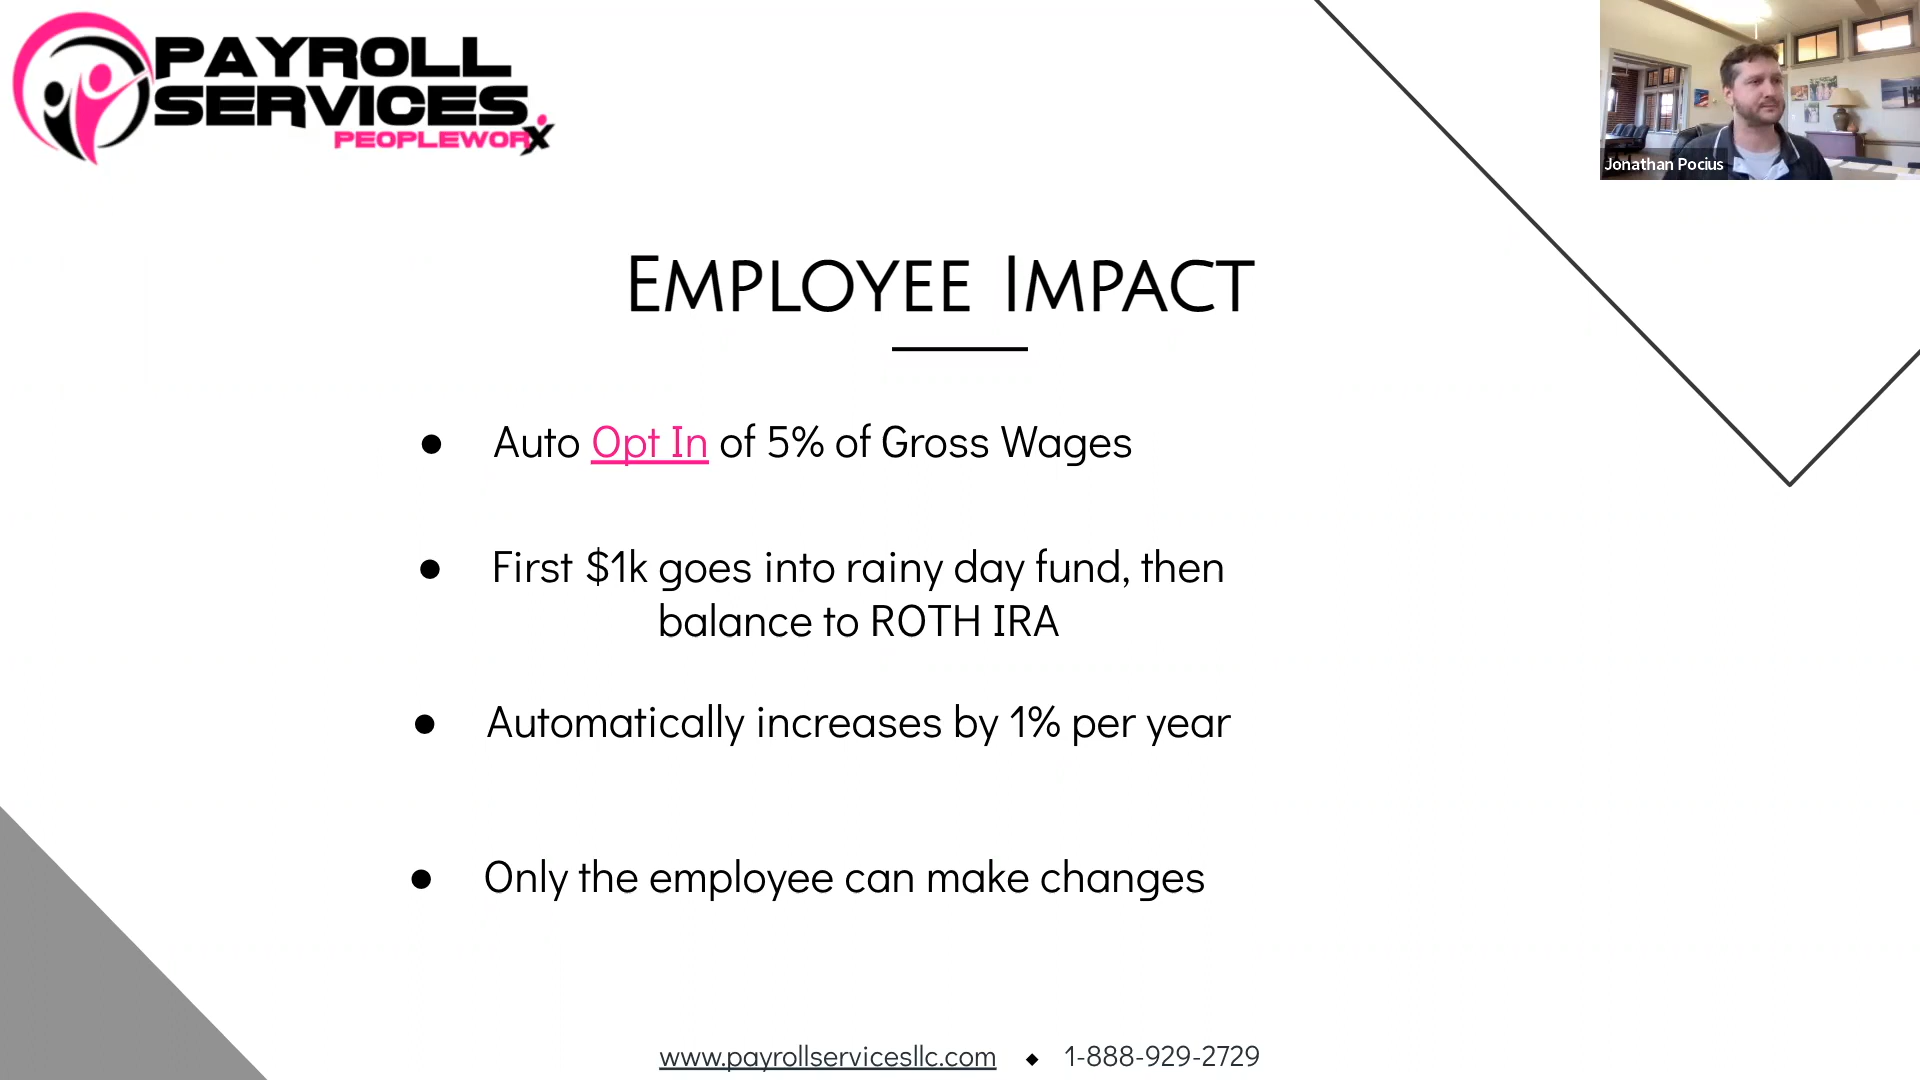 PAYROLL
SERVICES
PEOPLEWORX
Jonathan Pocius
EMPLOYEE IMPACT
● Auto Opt In of 5% of Gross Wages
● First $1k goes into rainy day fund, then
balance to ROTH IRA
● Automatically increases by 1% per year
● Only the employee can make changes
www.payrollservicesllc.com ◆ 1-888-929-2729